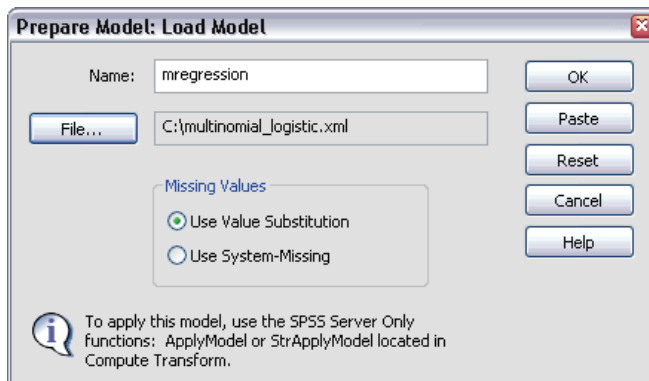 Prepare Model: Load Model
Name: mregression
OK
File... C:\multinomial_logistic.xml
Paste
Reset
Missing Values
Use Value Substitution
Cancel
Use System-Missing
Help
To apply this model, use the SPSS Server Only
functions: ApplyModel or StrApplyModel located in
Compute Transform.